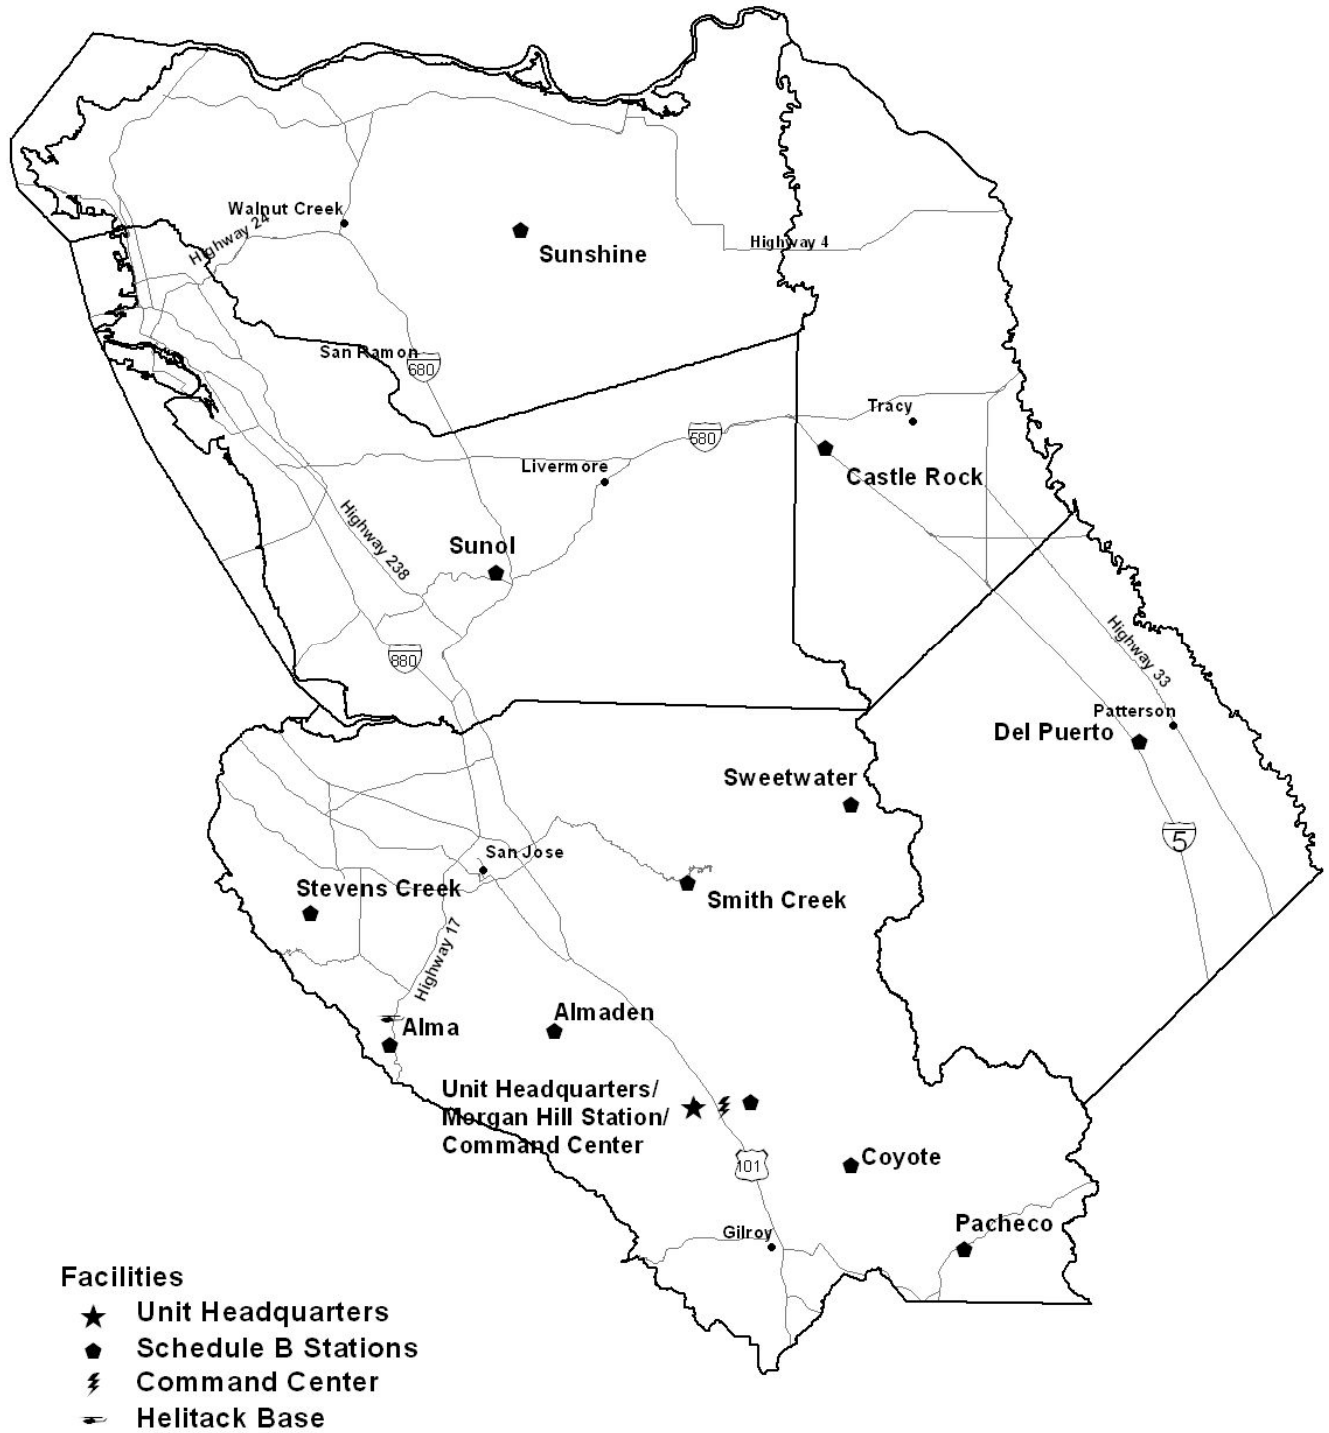 Walnut Creek
Highway 24
Sunshine
Highway 4
San Ramon
680
580
Tracy
Livermore
Castle Rock
Highway 238
Sunol
880
Highway 33
Patterson
Del Puerto
Sweetwater
5
San Jose
Stevens Creek
Smith Creek
Highway 17
Almaden
Alma
Unit Headquarters/
Morgan Hill Station/
Command Center
101
Coyote
Pacheco
Gilroy
Facilities
Unit Headquarters
Schedule B Stations
Command Center
Helitack Base